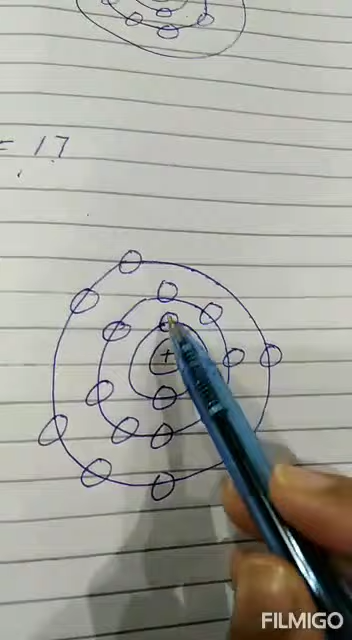 = 17
+
FILMIGO